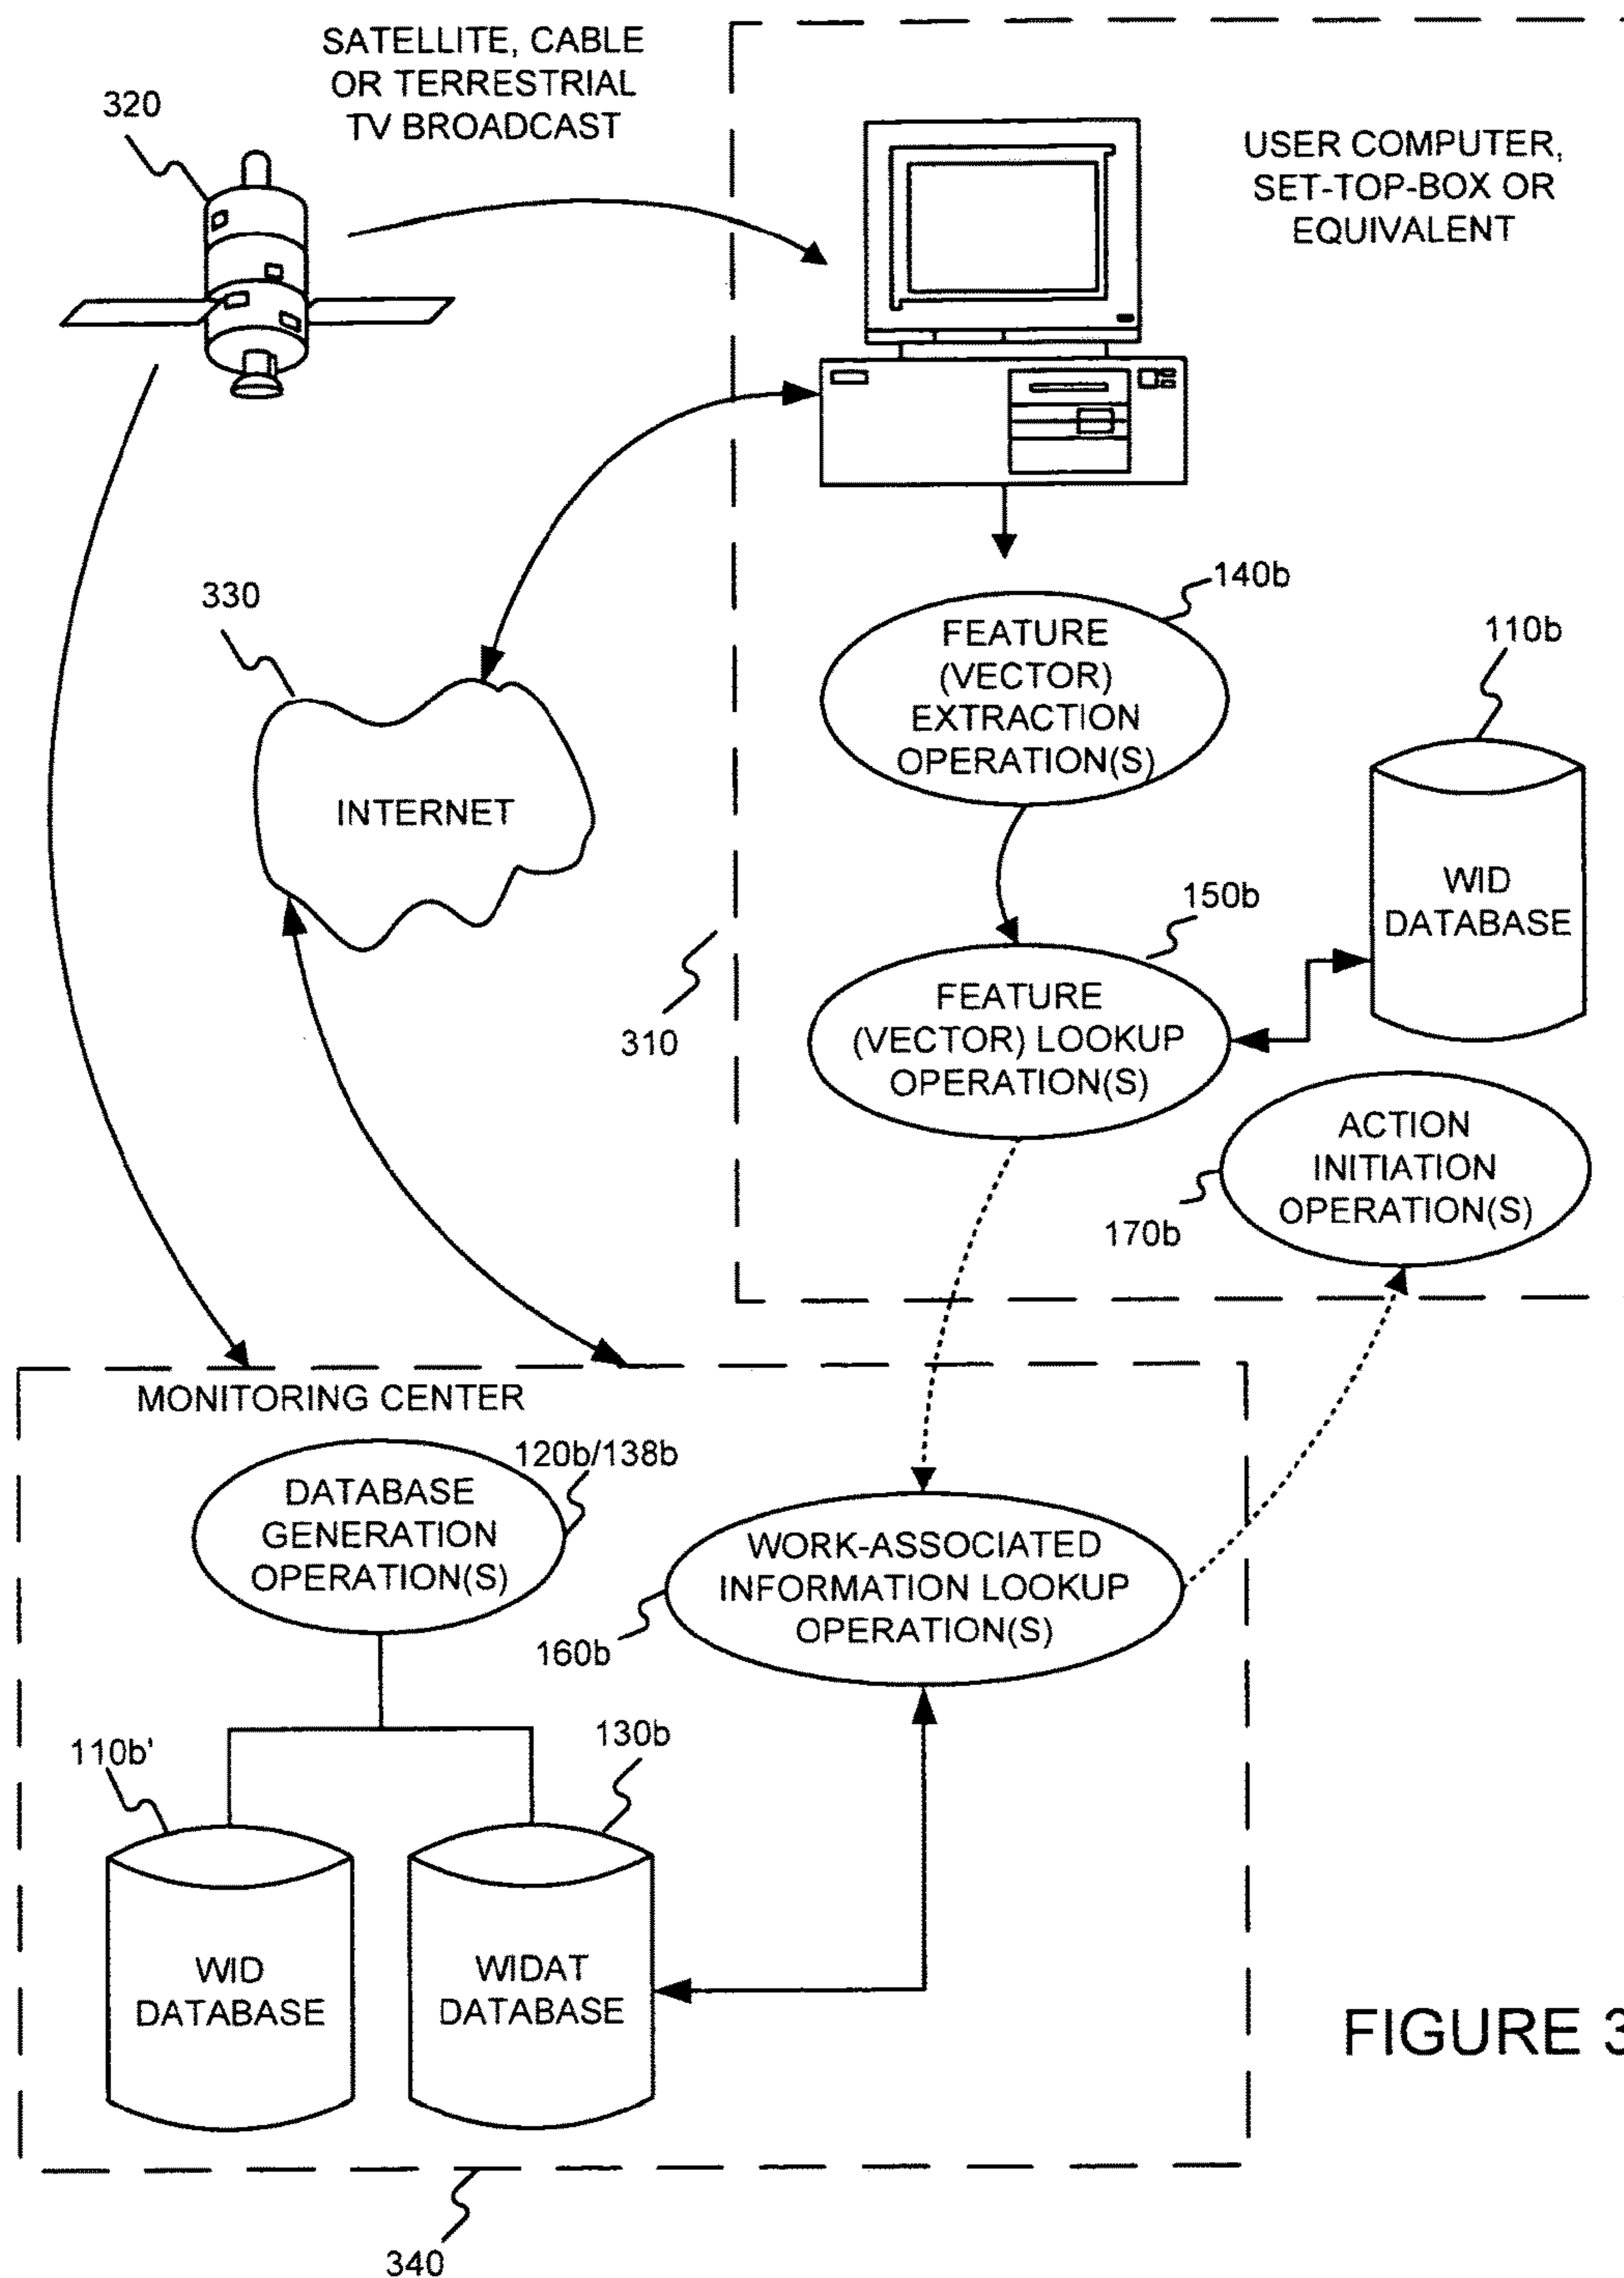 SATELLITE, CABLE
OR TERRESTRIAL
TV BROADCAST
320
USER COMPUTER,
SET-TOP-BOX OR
EQUIVALENT
330
INTERNET
140b
FEATURE
(VECTOR)
EXTRACTION
OPERATION(S)
110b
WID
DATABASE
150b
FEATURE
(VECTOR) LOOKUP
OPERATION(S)
310
ACTION
INITIATION
OPERATION(S)
170b
MONITORING CENTER
120b/138b
DATABASE
GENERATION
OPERATION(S)
WORK-ASSOCIATED
INFORMATION LOOKUP
OPERATION(S)
160b
110b'
130b
WID
DATABASE
WIDAT
DATABASE
FIGURE 3
340